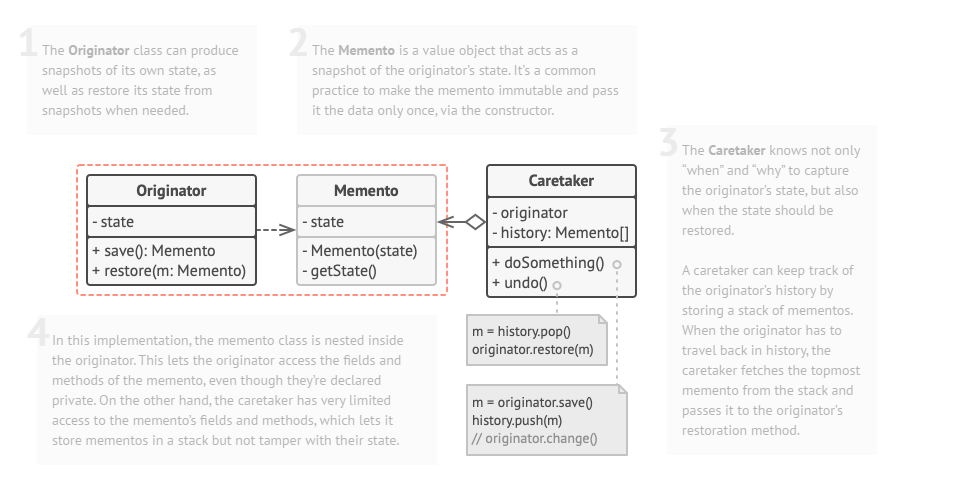 1
The Originator class can produce
snapshots of its own state, as
well as restore its state from
snapshots when needed.
2
The Memento is a value object that acts as a
snapshot of the originator's state. It's a common
practice to make the memento immutable and pass
it the data only once, via the constructor.
3
The Caretaker knows not only
“when” and “why” to capture
the originator's state, but also
when the state should be
restored.
A caretaker can keep track of
the originator's history by
storing a stack of mementos.
When the originator has to
travel back in history, the
caretaker fetches the topmost
memento from the stack and
passes it to the originator's
restoration method.
Originator
- state
+ save(): Memento
+ restore(m: Memento)
Memento
- state
- Memento(state)
- getState()
Caretaker
- originator
- history: Memento[]
+ doSomething()
+ undo()
m = history.pop()
originator.restore(m)
m = originator.save()
history.push(m)
// originator.change()
4
In this implementation, the memento class is nested inside
the originator. This lets the originator access the fields and
methods of the memento, even though they're declared
private. On the other hand, the caretaker has very limited
access to the memento's fields and methods, which lets it
store mementos in a stack but not tamper with their state.